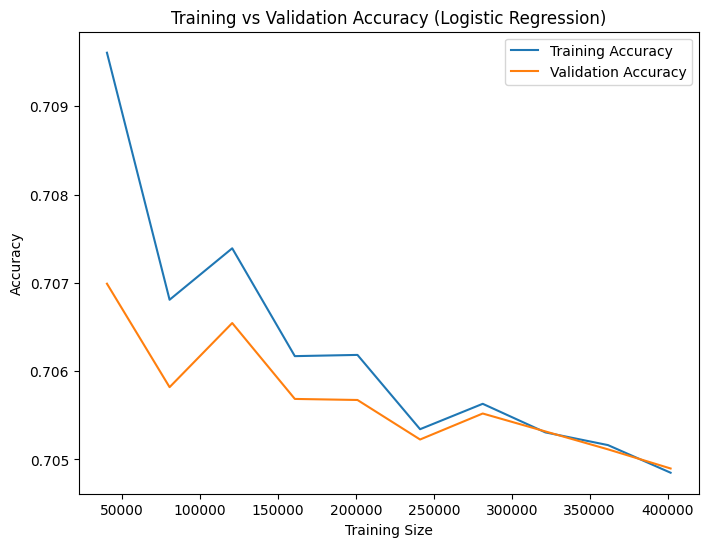 Training vs Validation Accuracy (Logistic Regression)
Training Accuracy
Validation Accuracy
Accuracy
0.709
0.708
0.707
0.706
0.705
50000 100000 150000 200000 250000 300000 350000 400000
Training Size